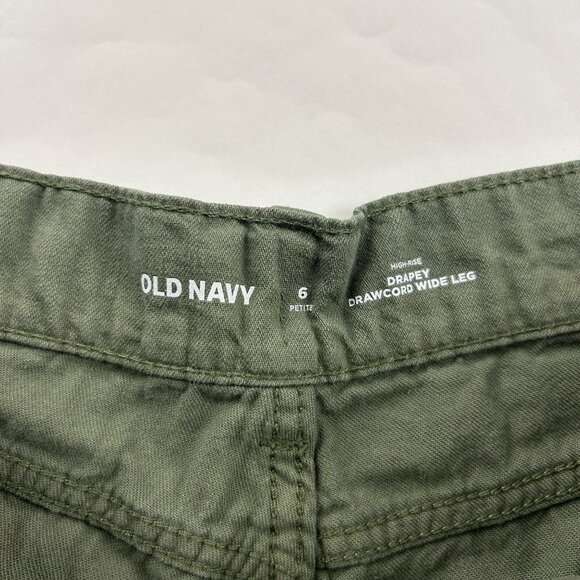 OLD NAVY
6
PETITE
HIGH-RISE
DRAPEY
DRAWCORD WIDE LEG